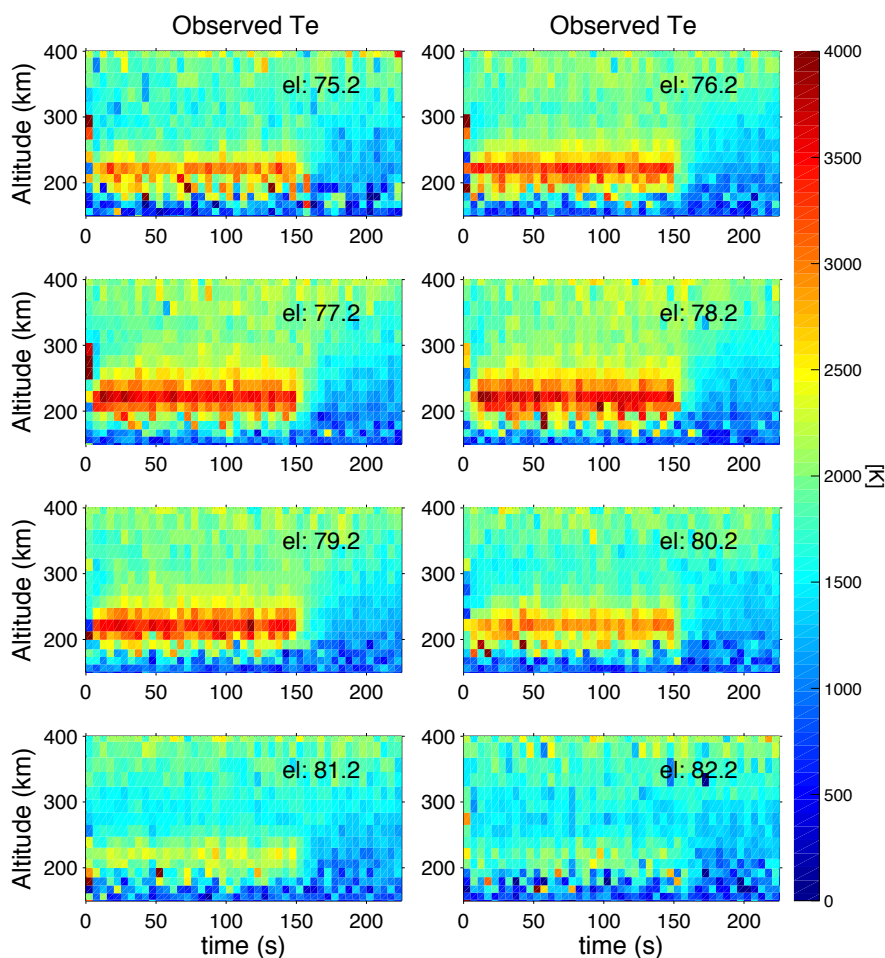 Observed Te Observed Te
400 300 200 Altitude (km) el: 75.2 0 50 100 150 200
400 300 200 Altitude (km) el: 76.2 0 50 100 150 200
400 300 200 Altitude (km) el: 77.2 0 50 100 150 200
400 300 200 el: 78.2 0 50 100 150 200
400 300 200 Altitude (km) el: 79.2 0 50 100 150 200
400 300 200 el: 80.2 0 50 100 150 200
400 300 200 Altitude (km) el: 81.2 0 50 100 150 200
400 300 200 el: 82.2 0 50 100 150 200
time (s) time (s)
4000
3500
3000
2500
2000
[K]
1500
1000
500
0